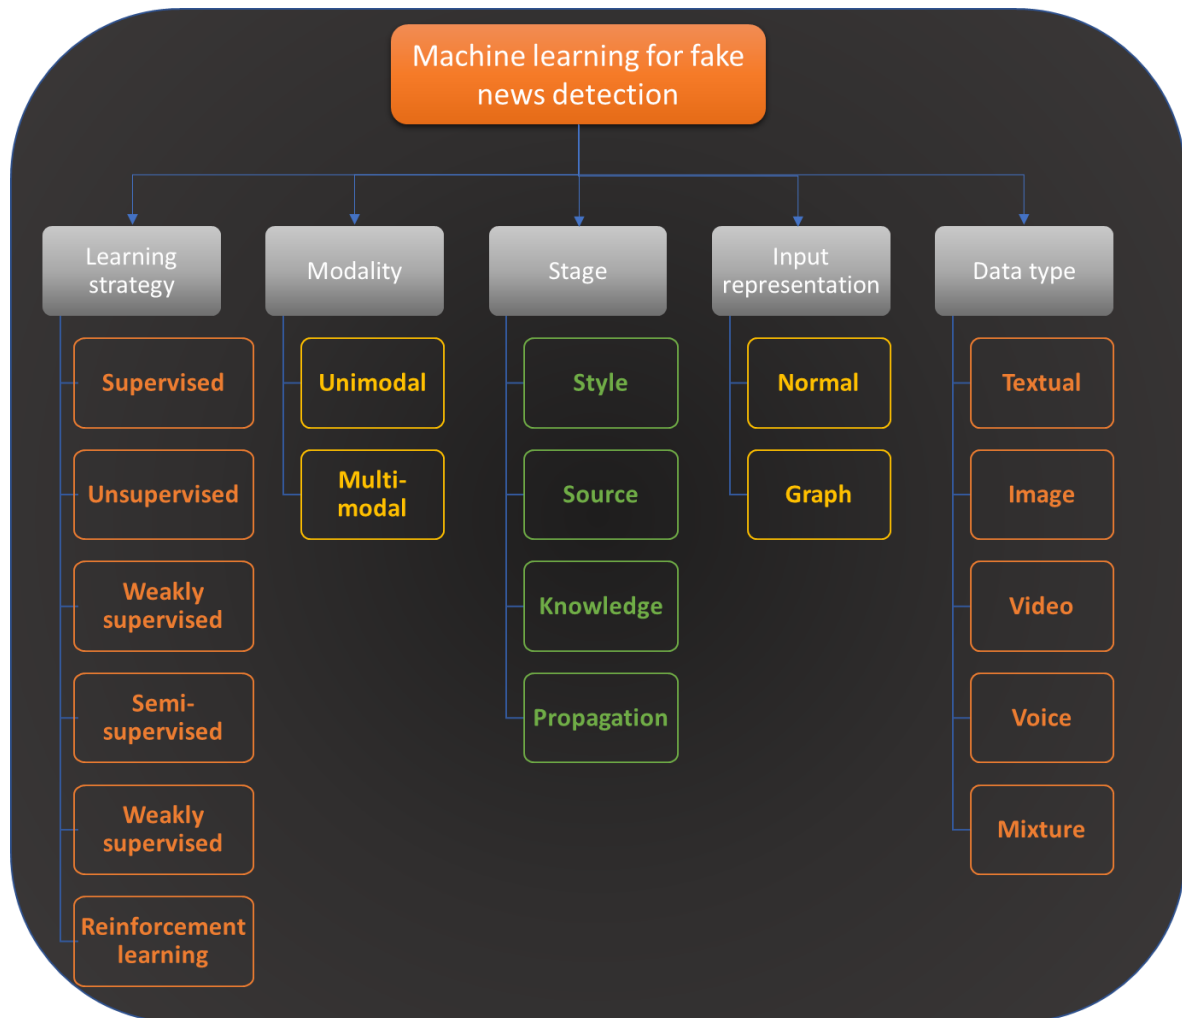 Machine learning for fake
news detection
Learning
strategy
Supervised
Unsupervised
Weakly
supervised
Semi-
supervised
Weakly
supervised
Reinforcement
learning
Modality
Unimodal
Multi-
modal
Stage
Style
Source
Knowledge
Propagation
Input
representation
Normal
Graph
Data type
Textual
Image
Video
Voice
Mixture